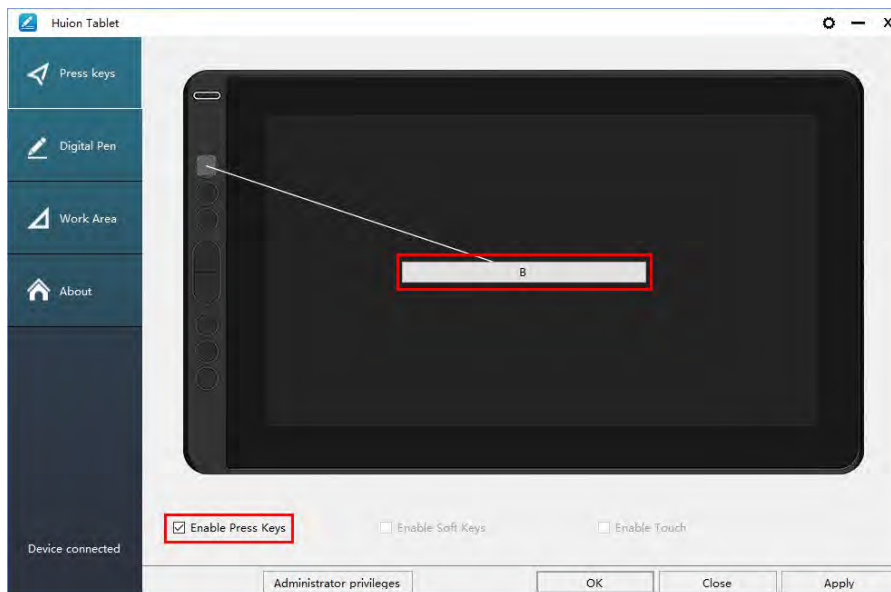 Huion Tablet
Press keys
Digital Pen
Work Area
About
B
Enable Press Keys
Enable Soft Keys
Enable Touch
Device connected
Administrator privileges
OK
Close
Apply